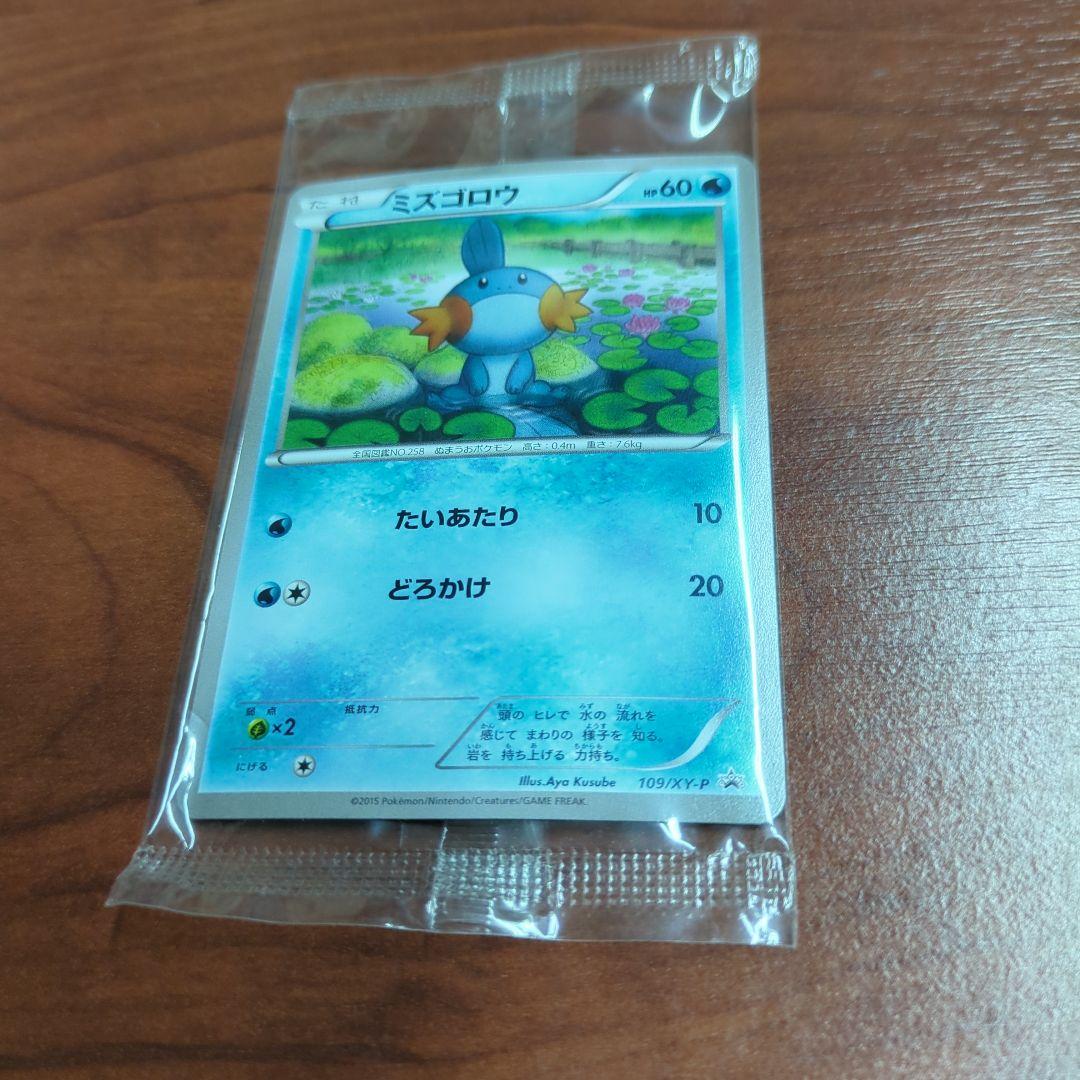 ミズゴロウ HP60
全国図鑑NO.258 ぬまうおポケモン 高さ：0.4m 重さ：7.6kg
たいあたり 10
どろかけ 20
弱点 抵抗力
×2
にげる
頭の ヒレで 水の 流れを
感じて まわりの 様子を 知る。
岩を 持ち上げる 力持ち。
Illus.Aya Kusube 109/XY-P
©2015 Pokémon/Nintendo/Creatures/GAME FREAK.